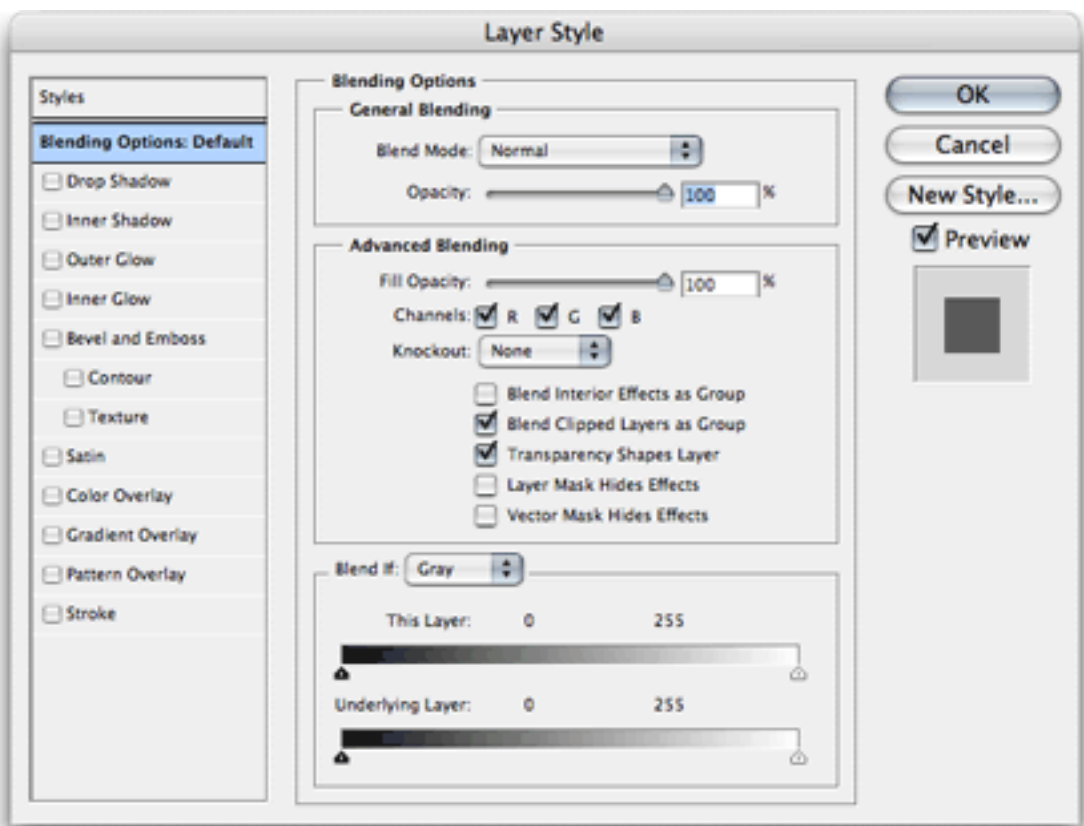 Layer Style
Styles
Blending Options: Default
Drop Shadow
Inner Shadow
Outer Glow
Inner Glow
Bevel and Emboss
Contour
Texture
Satin
Color Overlay
Gradient Overlay
Pattern Overlay
Stroke
Blending Options
General Blending
Blend Mode: Normal
Opacity: 100 %
Advanced Blending
Fill Opacity: 100 %
Channels: R G B
Knockout: None
Blend Interior Effects as Group
Blend Clipped Layers as Group
Transparency Shapes Layer
Layer Mask Hides Effects
Vector Mask Hides Effects
Blend If: Gray
This Layer: 0 255
Underlying Layer: 0 255
OK
Cancel
New Style...
Preview